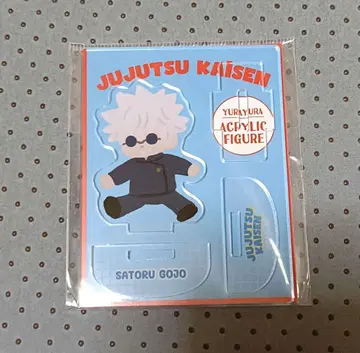 JUJUTSU KAISEN
YURAYURA
ACRYLIC
FIGURE
JUJUTSU
KAISEN
SATORU GOJO